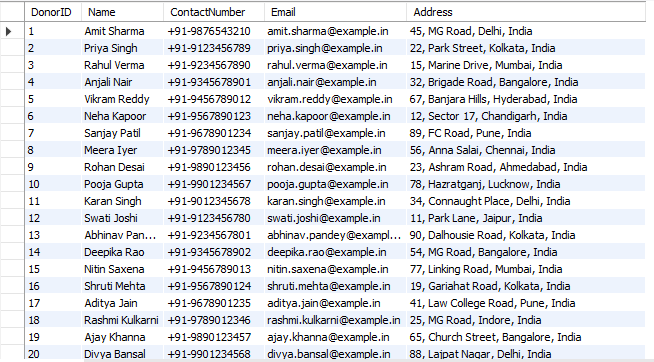 DonorID Name ContactNumber Email Address
1 Amit Sharma +91-9876543210 amit.sharma@example.in 45, MG Road, Delhi, India
2 Priya Singh +91-9123456789 priya.singh@example.in 22, Park Street, Kolkata, India
3 Rahul Verma +91-9234567890 rahul.verma@example.in 15, Marine Drive, Mumbai, India
4 Anjali Nair +91-9345678901 anjali.nair@example.in 32, Brigade Road, Bangalore, India
5 Vikram Reddy +91-9456789012 vikram.reddy@example.in 67, Banjara Hills, Hyderabad, India
6 Neha Kapoor +91-9567890123 neha.kapoor@example.in 12, Sector 17, Chandigarh, India
7 Sanjay Patil +91-9678901234 sanjay.patil@example.in 89, FC Road, Pune, India
8 Meera Iyer +91-9789012345 meera.iyer@example.in 56, Anna Salai, Chennai, India
9 Rohan Desai +91-9890123456 rohan.desai@example.in 23, Ashram Road, Ahmedabad, India
10 Pooja Gupta +91-9901234567 pooja.gupta@example.in 78, Hazratganj, Lucknow, India
11 Karan Singh +91-9012345678 karan.singh@example.in 34, Connaught Place, Delhi, India
12 Swati Joshi +91-9123456780 swati.joshi@example.in 11, Park Lane, Jaipur, India
13 Abhinav Pan... +91-9234567801 abhinav.pandey@exampl... 90, Dalhousie Road, Kolkata, India
14 Deepika Rao +91-9345678902 deepika.rao@example.in 54, MG Road, Bangalore, India
15 Nitin Saxena +91-9456789013 nitin.saxena@example.in 77, Linking Road, Mumbai, India
16 Shruti Mehta +91-9567890124 shruti.mehta@example.in 19, Gariahat Road, Kolkata, India
17 Aditya Jain +91-9678901235 aditya.jain@example.in 41, Law College Road, Pune, India
18 Rashmi Kulkarni +91-9789012346 rashmi.kulkarni@example.in 25, MG Road, Indore, India
19 Ajay Khanna +91-9890123457 ajay.khanna@example.in 65, Church Street, Bangalore, India
20 Divya Bansal +91-9901234568 divya.bansal@example.in 88, Lajpat Nagar, Delhi, India